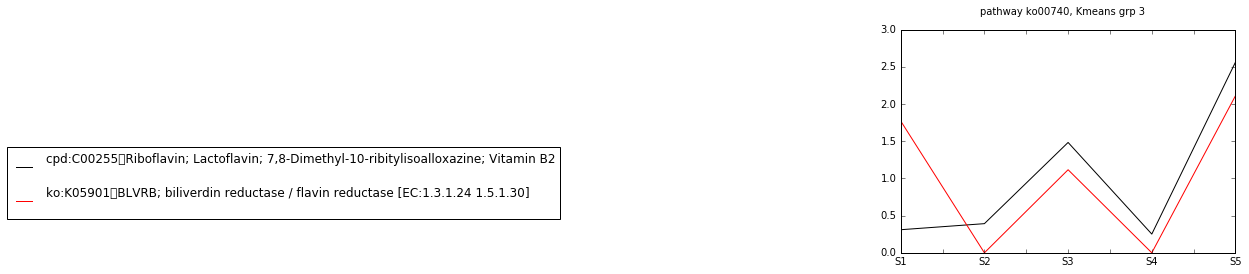 pathway ko00740, Kmeans grp 3
3.0
2.5
2.0
1.5
1.0
0.5
0.0
S1 S2 S3 S4 S5
cpd:C00255▯Riboflavin; Lactoflavin; 7,8-Dimethyl-10-ribitylisoalloxazine; Vitamin B2
ko:K05901▯BLVRB; biliverdin reductase / flavin reductase [EC:1.3.1.24 1.5.1.30]